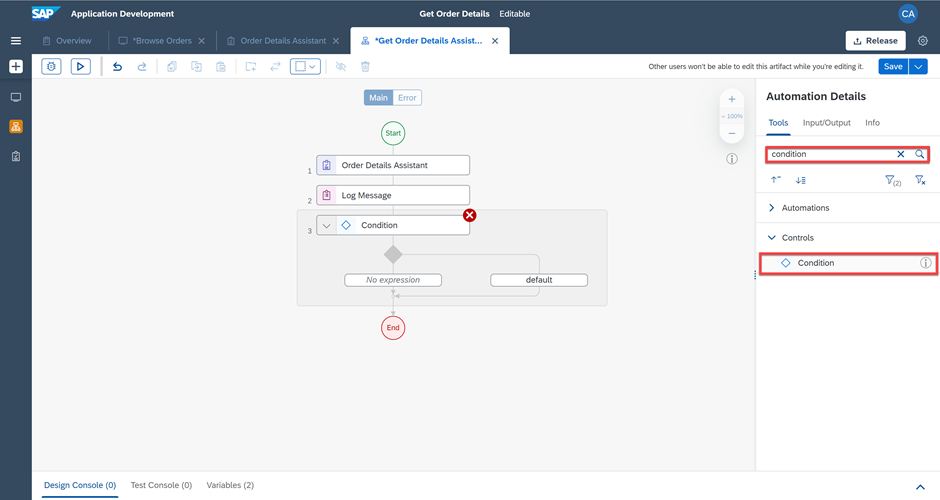 SAP Application Development
Get Order Details Editable
CA
Overview
*Browse Orders
Order Details Assistant
*Get Order Details Assist...
Release
Other users won't be able to edit this artifact while you're editing it.
Save
Main Error
– 100%
Start
1 Order Details Assistant
2 Log Message
3 Condition
No expression
default
End
Automation Details
Tools Input/Output Info
condition
(2)
Automations
Controls
Condition
Design Console (0) Test Console (0) Variables (2)